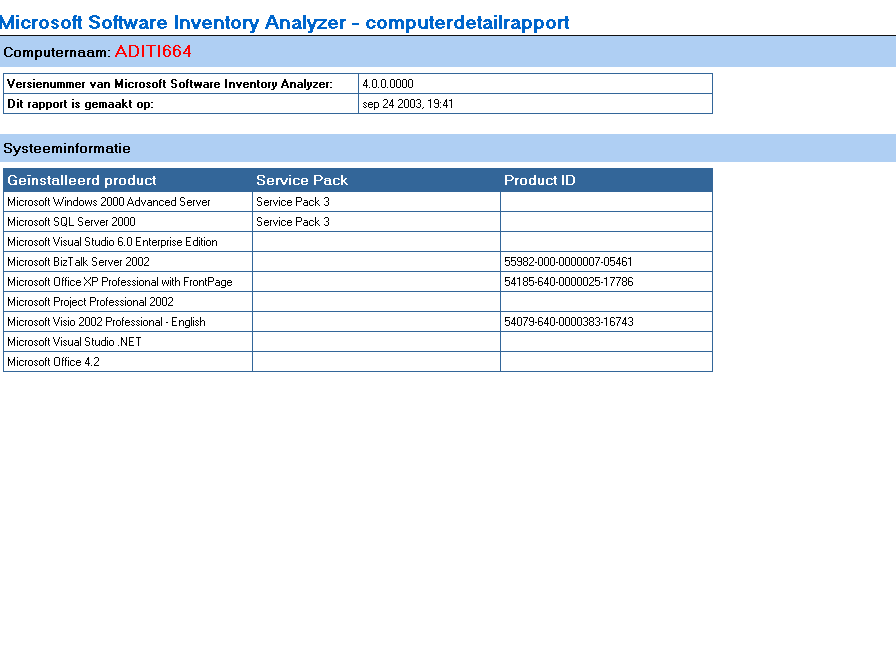 Microsoft Software Inventory Analyzer - computerdetailrapport
Computernaam: ADITI664
Versienummer van Microsoft Software Inventory Analyzer: 4.0.0.0000
Dit rapport is gemaakt op: sep 24 2003, 19:41
Systeeminformatie
Geïnstalleerd product Service Pack Product ID
Microsoft Windows 2000 Advanced Server Service Pack 3
Microsoft SQL Server 2000 Service Pack 3
Microsoft Visual Studio 6.0 Enterprise Edition
Microsoft BizTalk Server 2002 55982-000-0000007-05461
Microsoft Office XP Professional with FrontPage 54185-640-0000025-17786
Microsoft Project Professional 2002
Microsoft Visio 2002 Professional - English 54079-640-0000383-16743
Microsoft Visual Studio .NET
Microsoft Office 4.2